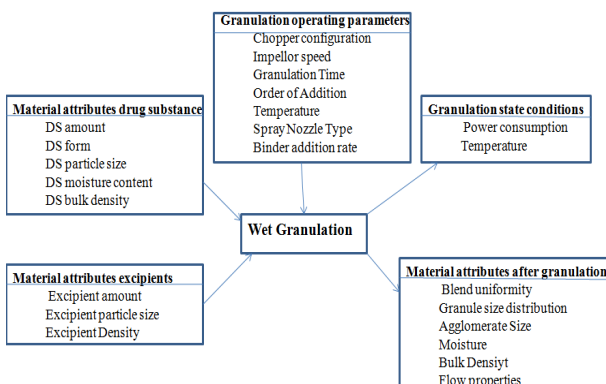 Granulation operating parameters
Chopper configuration
Impellor speed
Granulation Time
Order of Addition
Temperature
Spray Nozzle Type
Binder addition rate
Material attributes drug substance
DS amount
DS form
DS particle size
DS moisture content
DS bulk density
Granulation state conditions
Power consumption
Temperature
Wet Granulation
Material attributes excipients
Excipient amount
Excipient particle size
Excipient Density
Material attributes after granulation
Blend uniformity
Granule size distribution
Agglomerate Size
Moisture
Bulk Densiyt
Flow properties